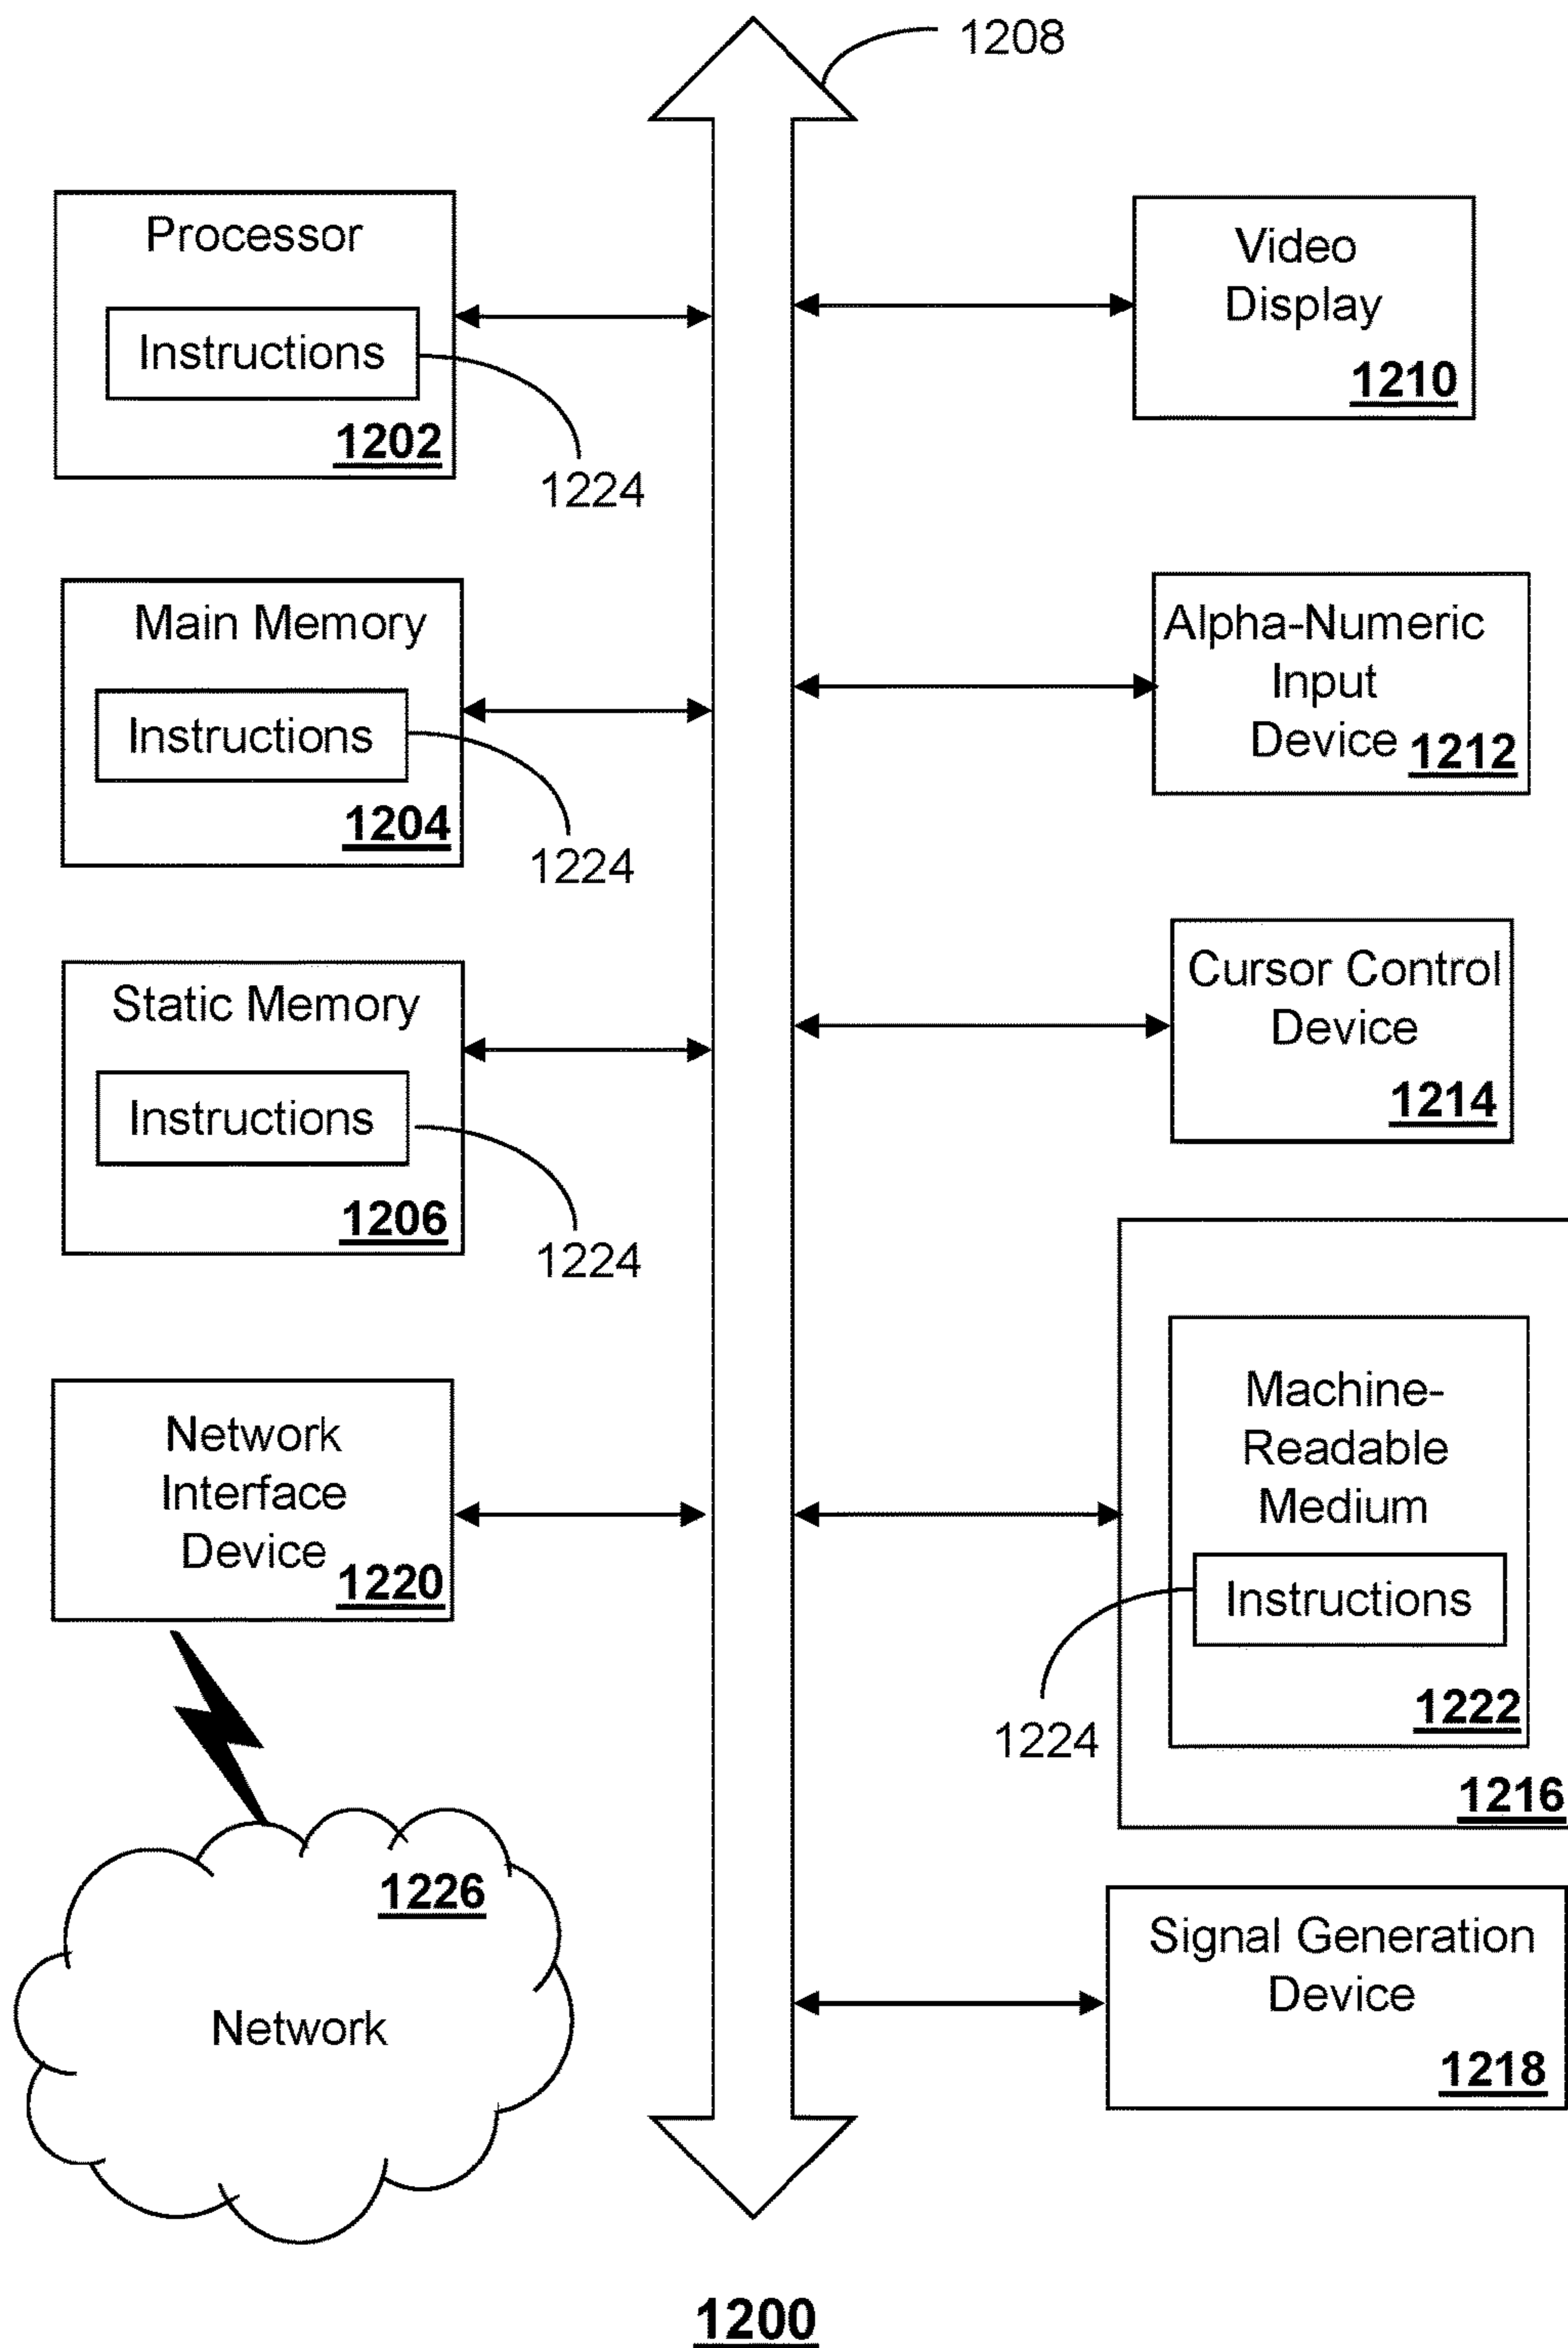 1208
Processor
Instructions
1202
1224
Main Memory
Instructions
1204
1224
Static Memory
Instructions
1206
1224
Network
Interface
Device
1220
1226
Network
Video
Display
1210
Alpha-Numeric
Input
Device
1212
Cursor Control
Device
1214
Machine-
Readable
Medium
Instructions
1224
1222
1216
Signal Generation
Device
1218
1200